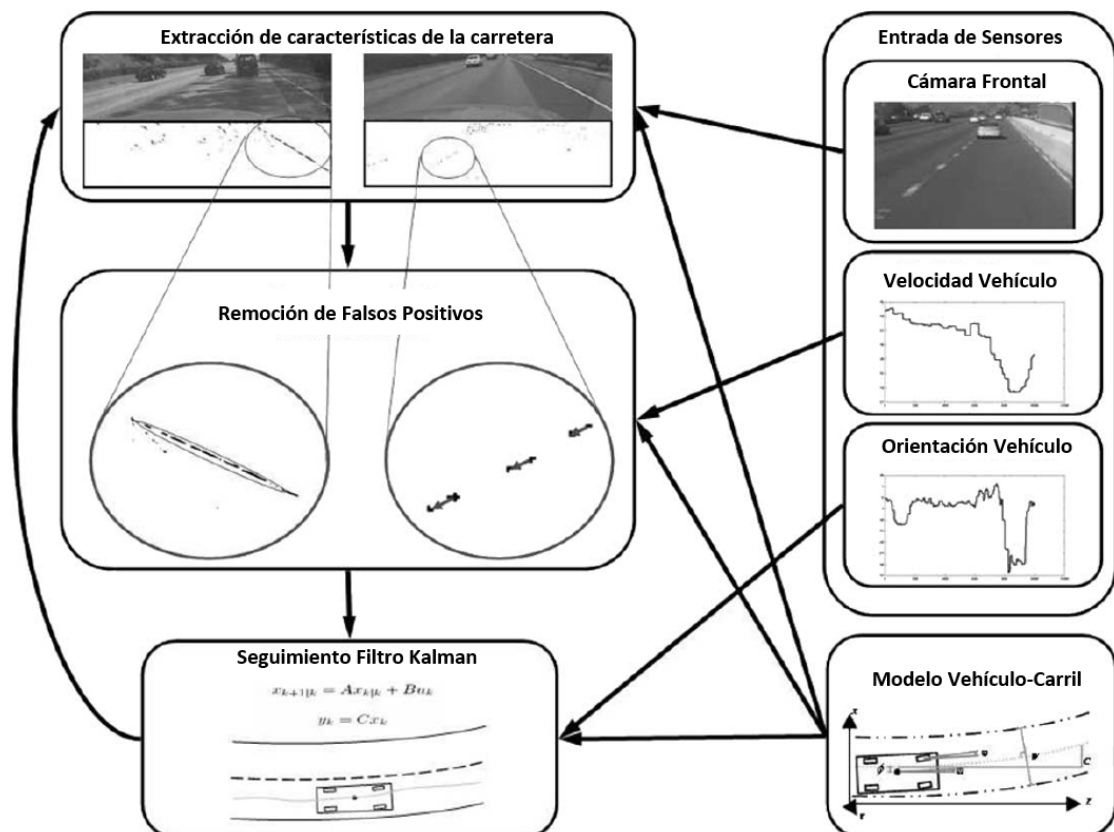 Extracción de características de la carretera
Entrada de Sensores
Cámara Frontal
Velocidad Vehículo
Orientación Vehículo
Remoción de Falsos Positivos
Seguimiento Filtro Kalman
x_{k+1|k} = Ax_{k|k} + Bu_k
y_k = Cx_k
Modelo Vehículo-Carril
x
C
z